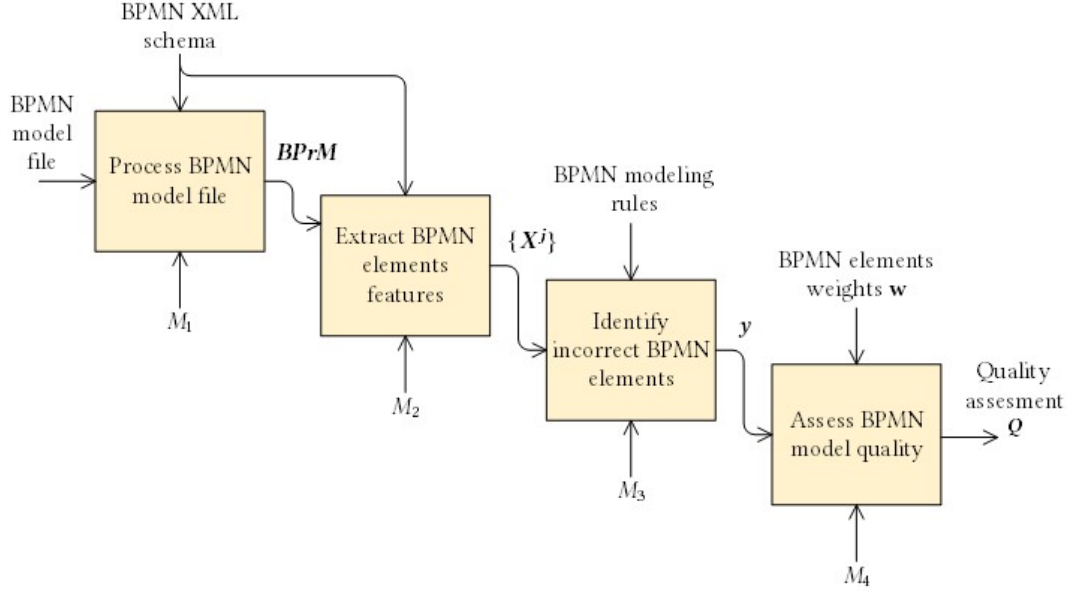 BPMN XML
schema
BPMN
model
file
Process BPMN
model file
BPrM
M₁
Extract BPMN
elements
features
{Xʲ}
M₂
BPMN modeling
rules
Identify
incorrect BPMN
elements
y
M₃
BPMN elements
weights w
Assess BPMN
model quality
Quality
assesment
Q
M₄